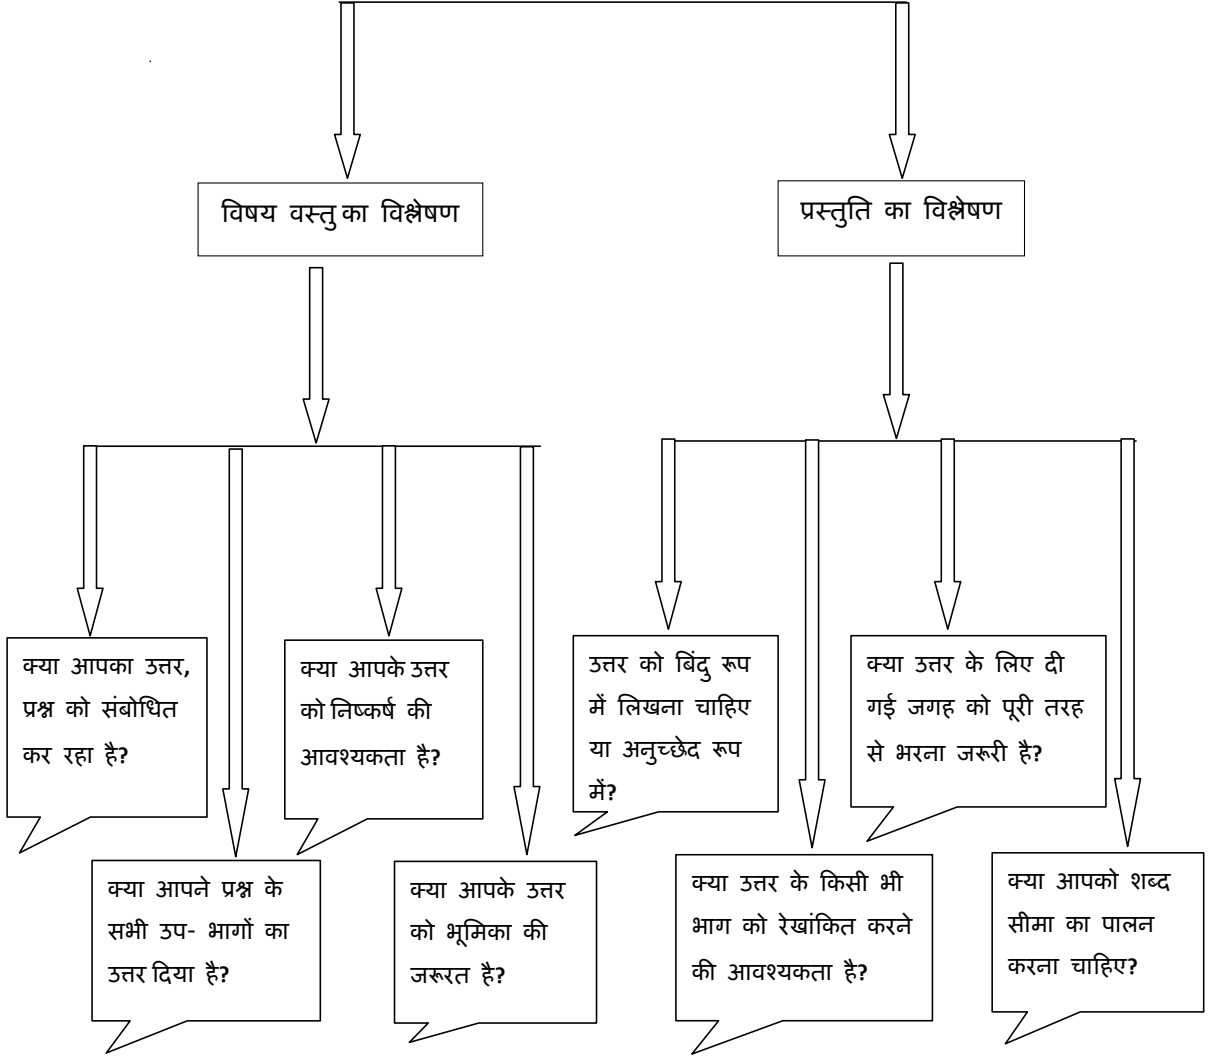 विषय वस्तु का विश्लेषण
प्रस्तुति का विश्लेषण
क्या आपका उत्तर,
प्रश्न को संबोधित
कर रहा है?
क्या आपके उत्तर
को निष्कर्ष की
आवश्यकता है?
उत्तर को बिंदु रूप
में लिखना चाहिए
या अनुच्छेद रूप
में?
क्या उत्तर के लिए दी
गई जगह को पूरी तरह
से भरना जरूरी है?
क्या आपने प्रश्न के
सभी उप- भागों का
उत्तर दिया है?
क्या आपके उत्तर
को भूमिका की
जरूरत है?
क्या उत्तर के किसी भी
भाग को रेखांकित करने
की आवश्यकता है?
क्या आपको शब्द
सीमा का पालन
करना चाहिए?